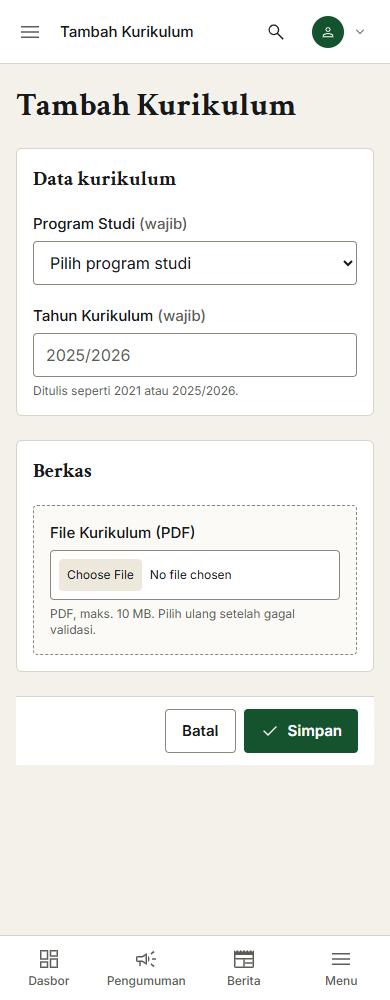 Tambah Kurikulum
Tambah Kurikulum
Data kurikulum
Program Studi (wajib)
Pilih program studi
Tahun Kurikulum (wajib)
2025/2026
Ditulis seperti 2021 atau 2025/2026.
Berkas
File Kurikulum (PDF)
Choose File No file chosen
PDF, maks. 10 MB. Pilih ulang setelah gagal
validasi.
Batal Simpan
Dasbor Pengumuman Berita Menu